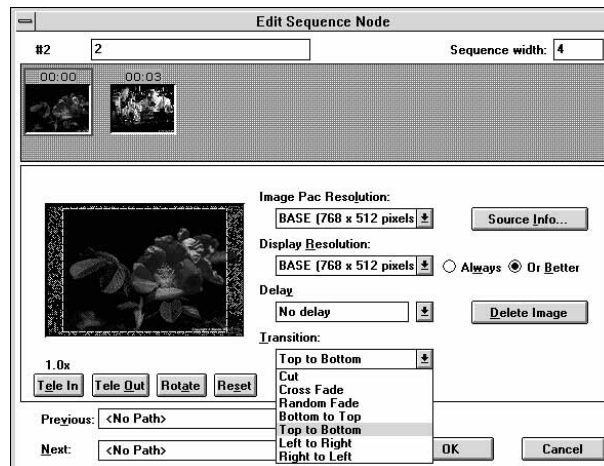 Edit Sequence Node
#2 2 Sequence width: 4
00:00 00:03
Image Pac Resolution:
BASE (768 x 512 pixels
Source Info...
Display Resolution:
BASE (768 x 512 pixels Always Or Better
Delay
No delay Delete Image
Transition:
Top to Bottom
1.0x
Tele In Tele Out Rotate Reset
Cut
Cross Fade
Random Fade
Bottom to Top
Top to Bottom
Left to Right
Right to Left
Previous: <No Path>
Next: <No Path>
OK Cancel